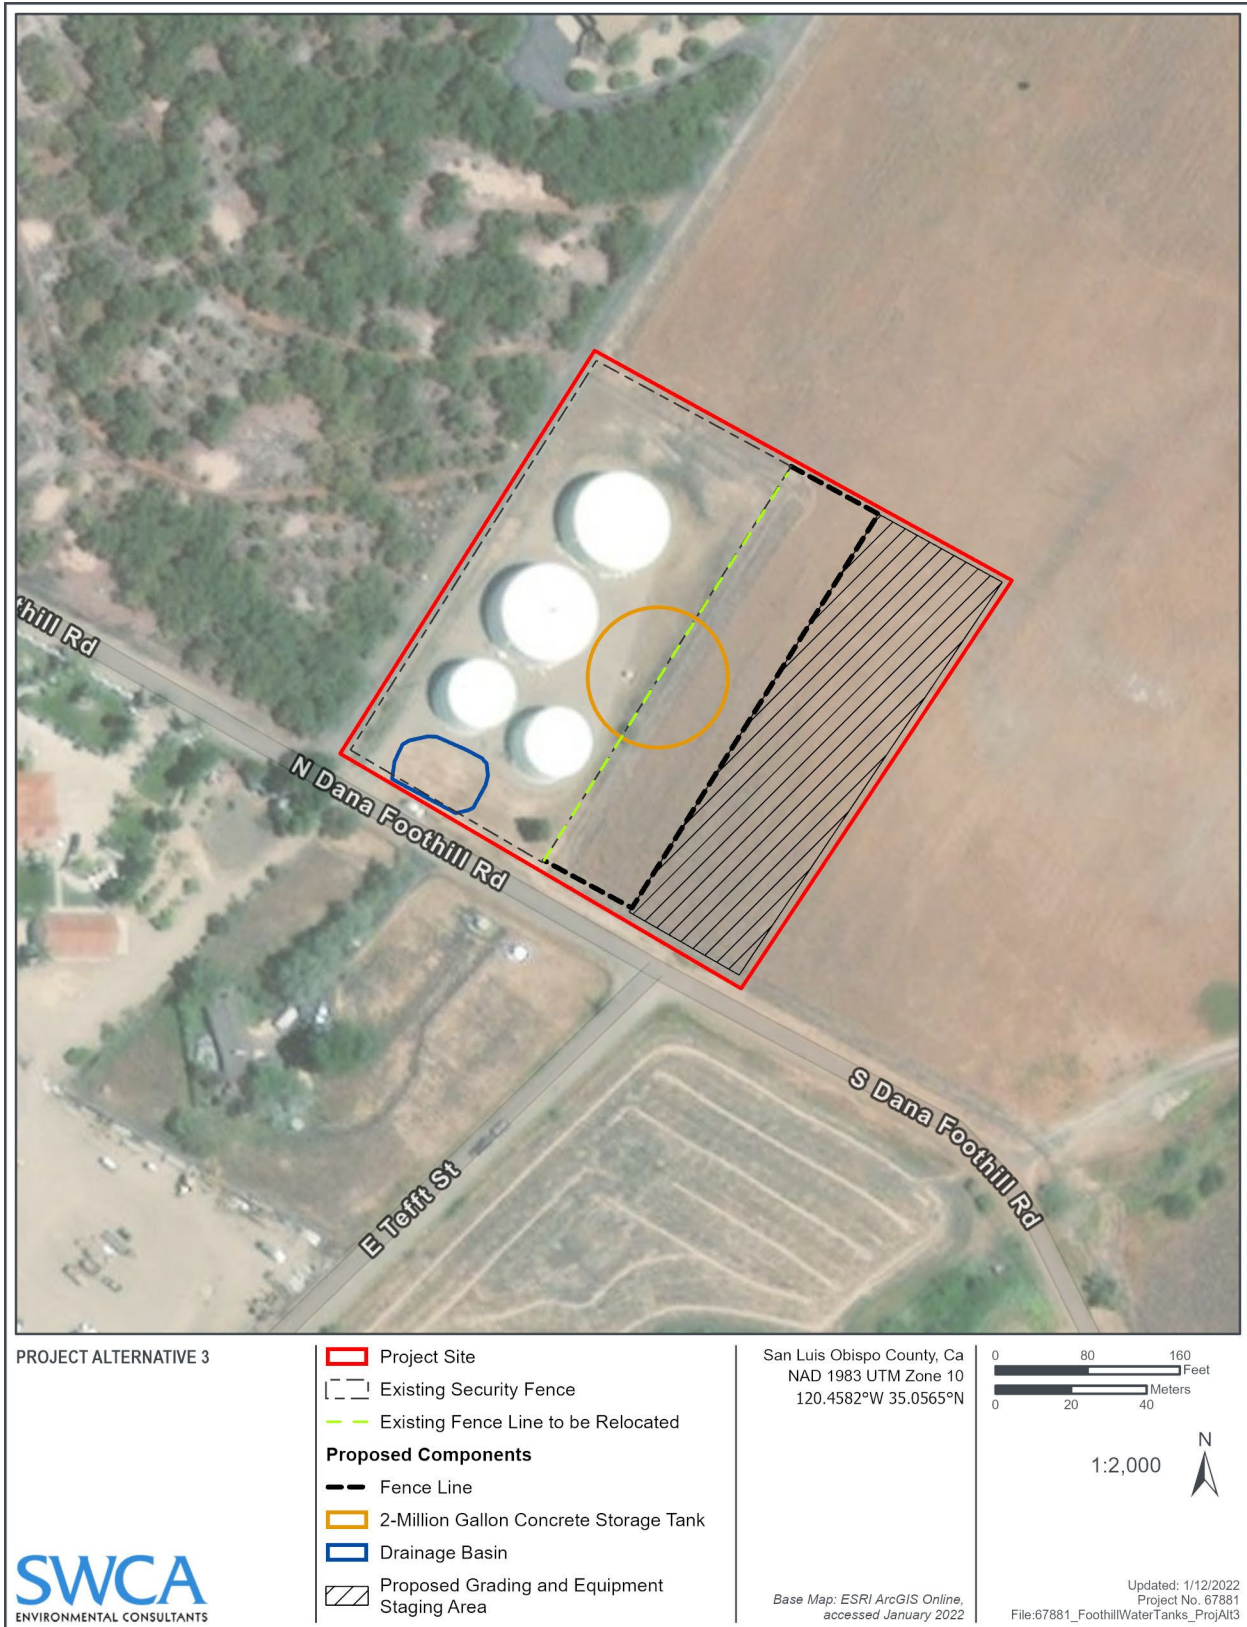 thill Rd
N Dana Foothill Rd
S Dana Foothill Rd
E Tefft St
PROJECT ALTERNATIVE 3
SWCA
ENVIRONMENTAL CONSULTANTS
Project Site
Existing Security Fence
Existing Fence Line to be Relocated
Proposed Components
Fence Line
2-Million Gallon Concrete Storage Tank
Drainage Basin
Proposed Grading and Equipment
Staging Area
San Luis Obispo County, Ca
NAD 1983 UTM Zone 10
120.4582°W 35.0565°N
Base Map: ESRI ArcGIS Online,
accessed January 2022
0 80 160
Feet
Meters
0 20 40
N
1:2,000
Updated: 1/12/2022
Project No. 67881
File:67881_FoothillWaterTanks_ProjAlt3